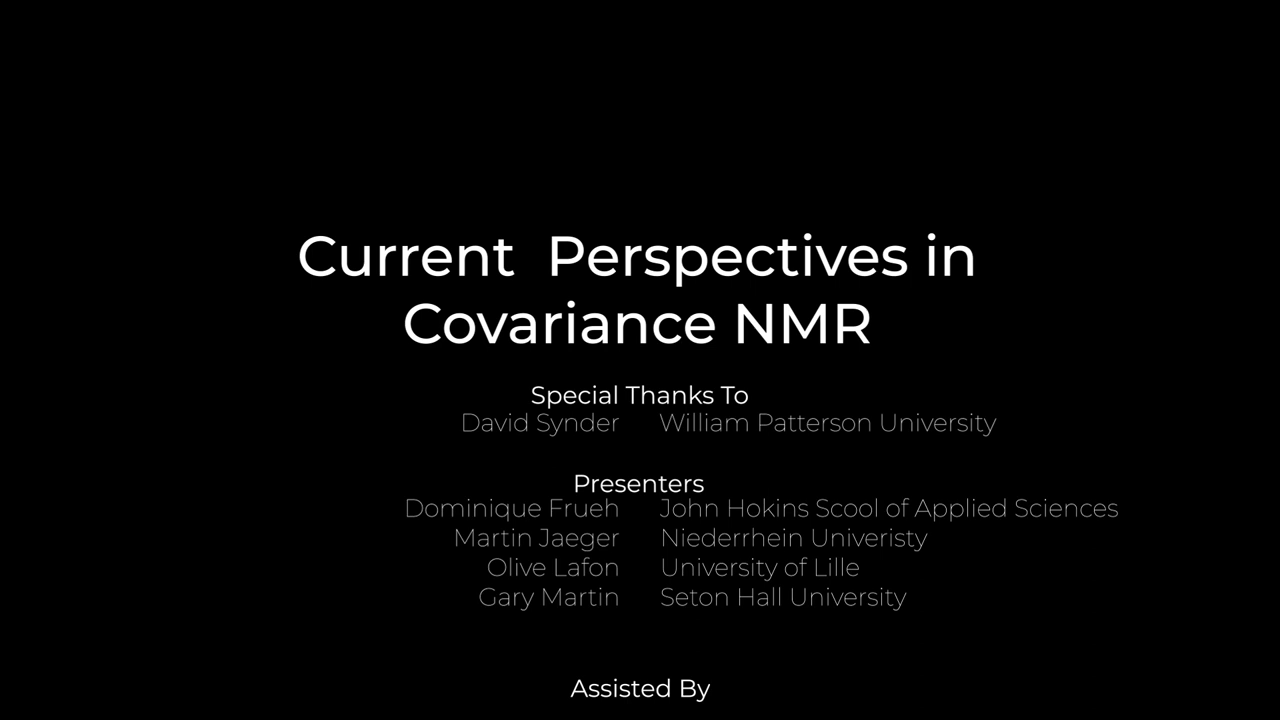 Current Perspectives in
Covariance NMR
Special Thanks To
David Synder William Patterson University
Presenters
Dominique Frueh John Hokins Scool of Applied Sciences
Martin Jaeger Niederrhein Univeristy
Olive Lafon University of Lille
Gary Martin Seton Hall University
Assisted By